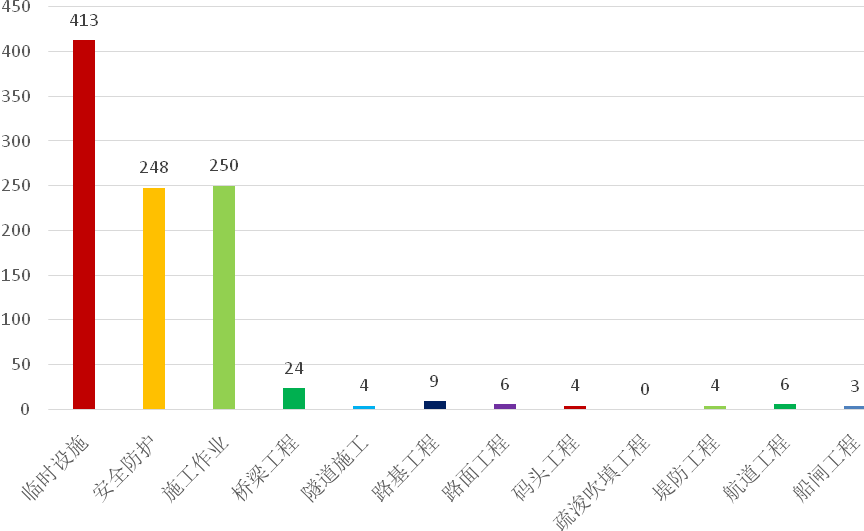 450
400
350
300
250
200
150
100
50
0
413
248
250
24
4
9
6
4
0
4
6
3
临时设施
安全防护
施工作业
桥梁工程
隧道施工
路基工程
路面工程
码头工程
疏浚吹填工程
堤防工程
航道工程
船闸工程